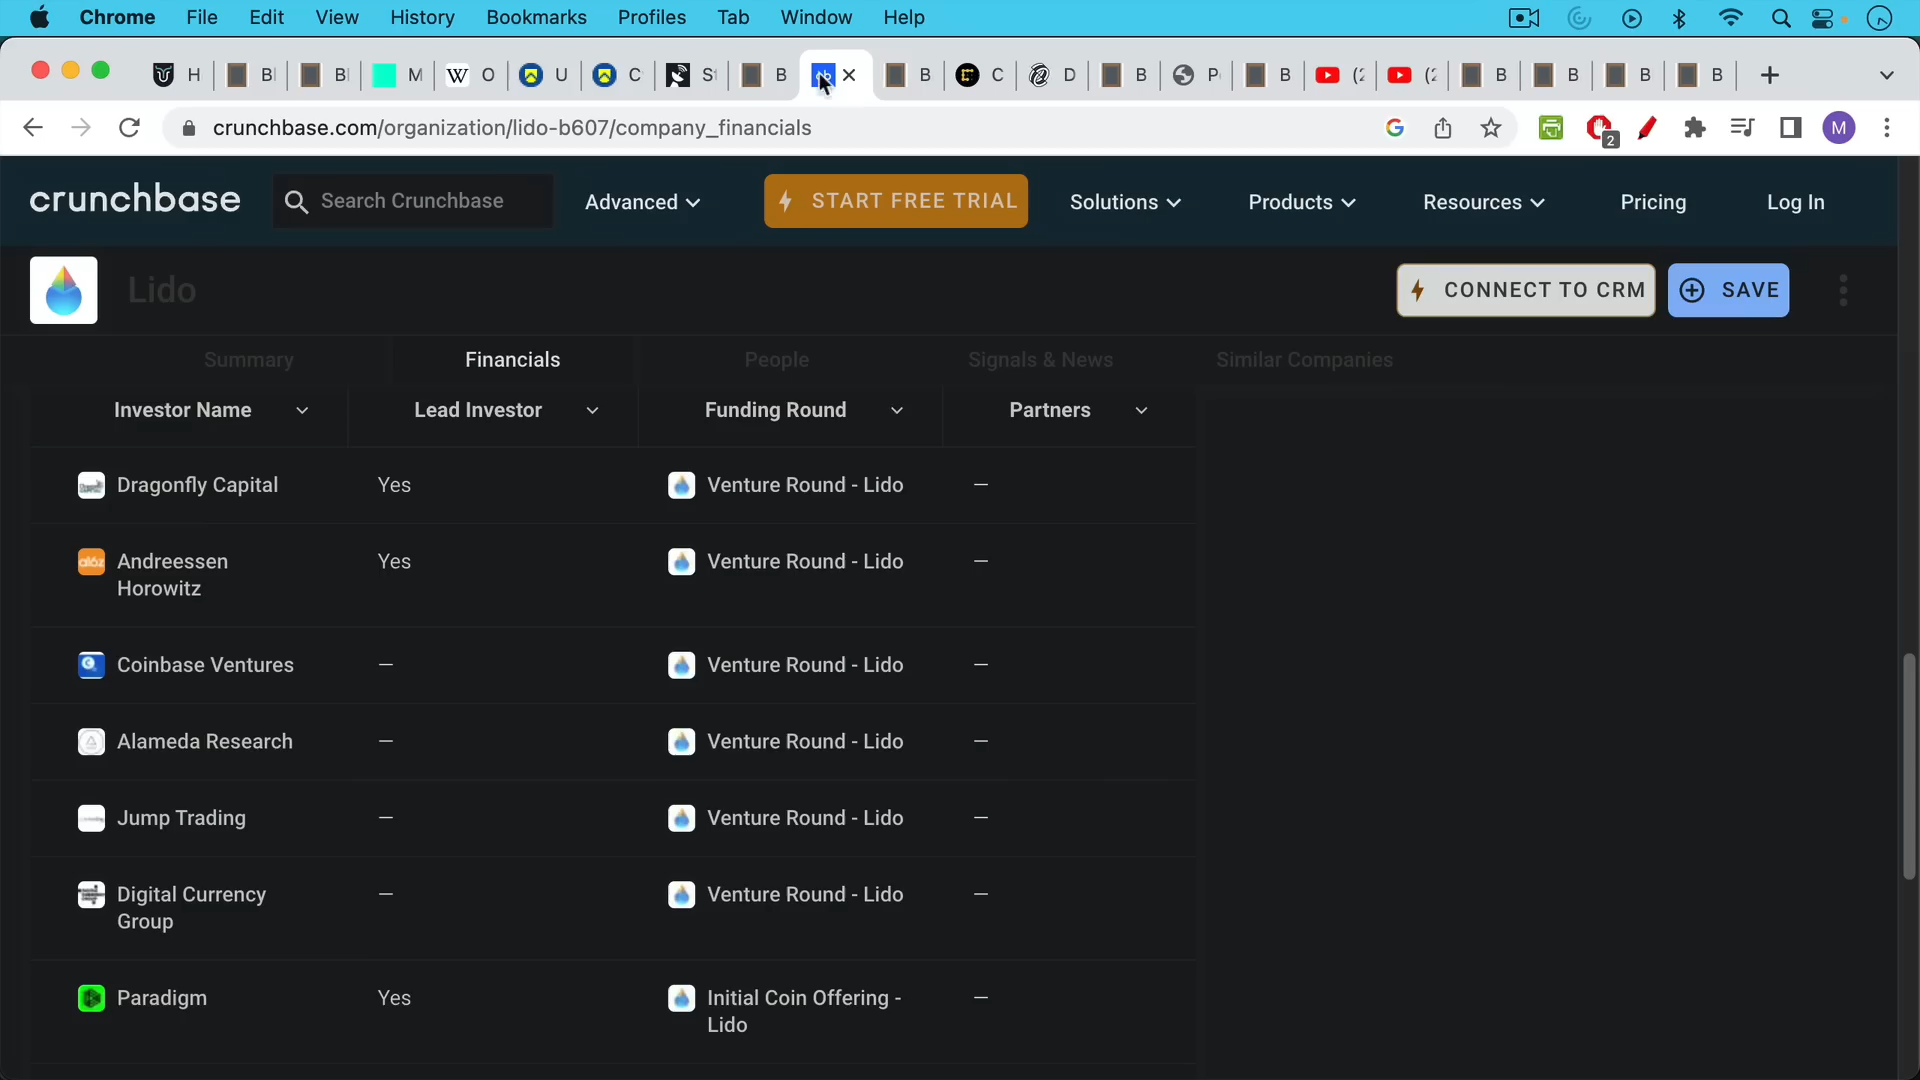 Chrome File Edit View History Bookmarks Profiles Tab Window Help
H B B M W O U C S B B C D B P B (2 (2 B B B B
crunchbase.com/organization/lido-b607/company_financials
2 M
crunchbase Search Crunchbase Advanced START FREE TRIAL Solutions Products Resources Pricing Log In
Lido CONNECT TO CRM SAVE
Summary Financials People Signals & News Similar Companies
Investor Name Lead Investor Funding Round Partners
Dragonfly Capital Yes Venture Round - Lido —
a16z Andreessen Yes Venture Round - Lido —
Horowitz
Coinbase Ventures — Venture Round - Lido —
Alameda Research — Venture Round - Lido —
Jump Trading — Venture Round - Lido —
Digital Currency — Venture Round - Lido —
Group
Paradigm Yes Initial Coin Offering - —
Lido